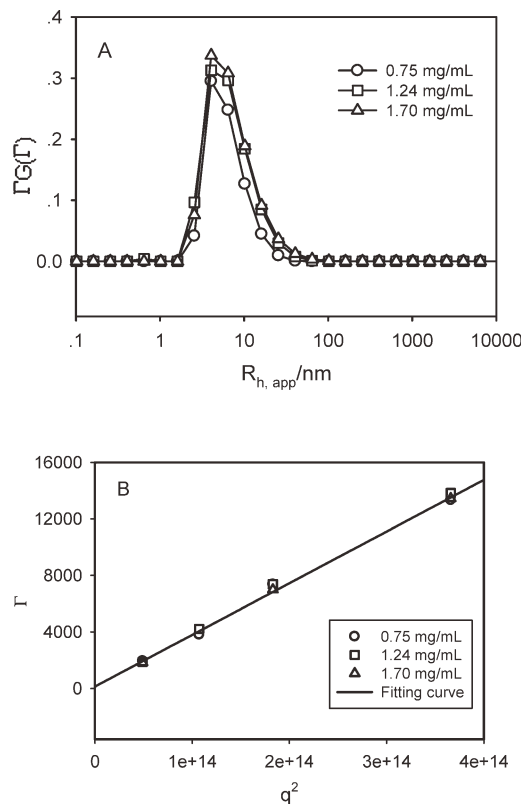 A
.4
.3
.2
.1
0.0
ΓG(Γ)
0.75 mg/mL
1.24 mg/mL
1.70 mg/mL
.1 1 10 100 1000 10000
Rh, app/nm
B
16000
12000
8000
4000
0
Γ
0.75 mg/mL
1.24 mg/mL
1.70 mg/mL
Fitting curve
0 1e+14 2e+14 3e+14 4e+14
q²